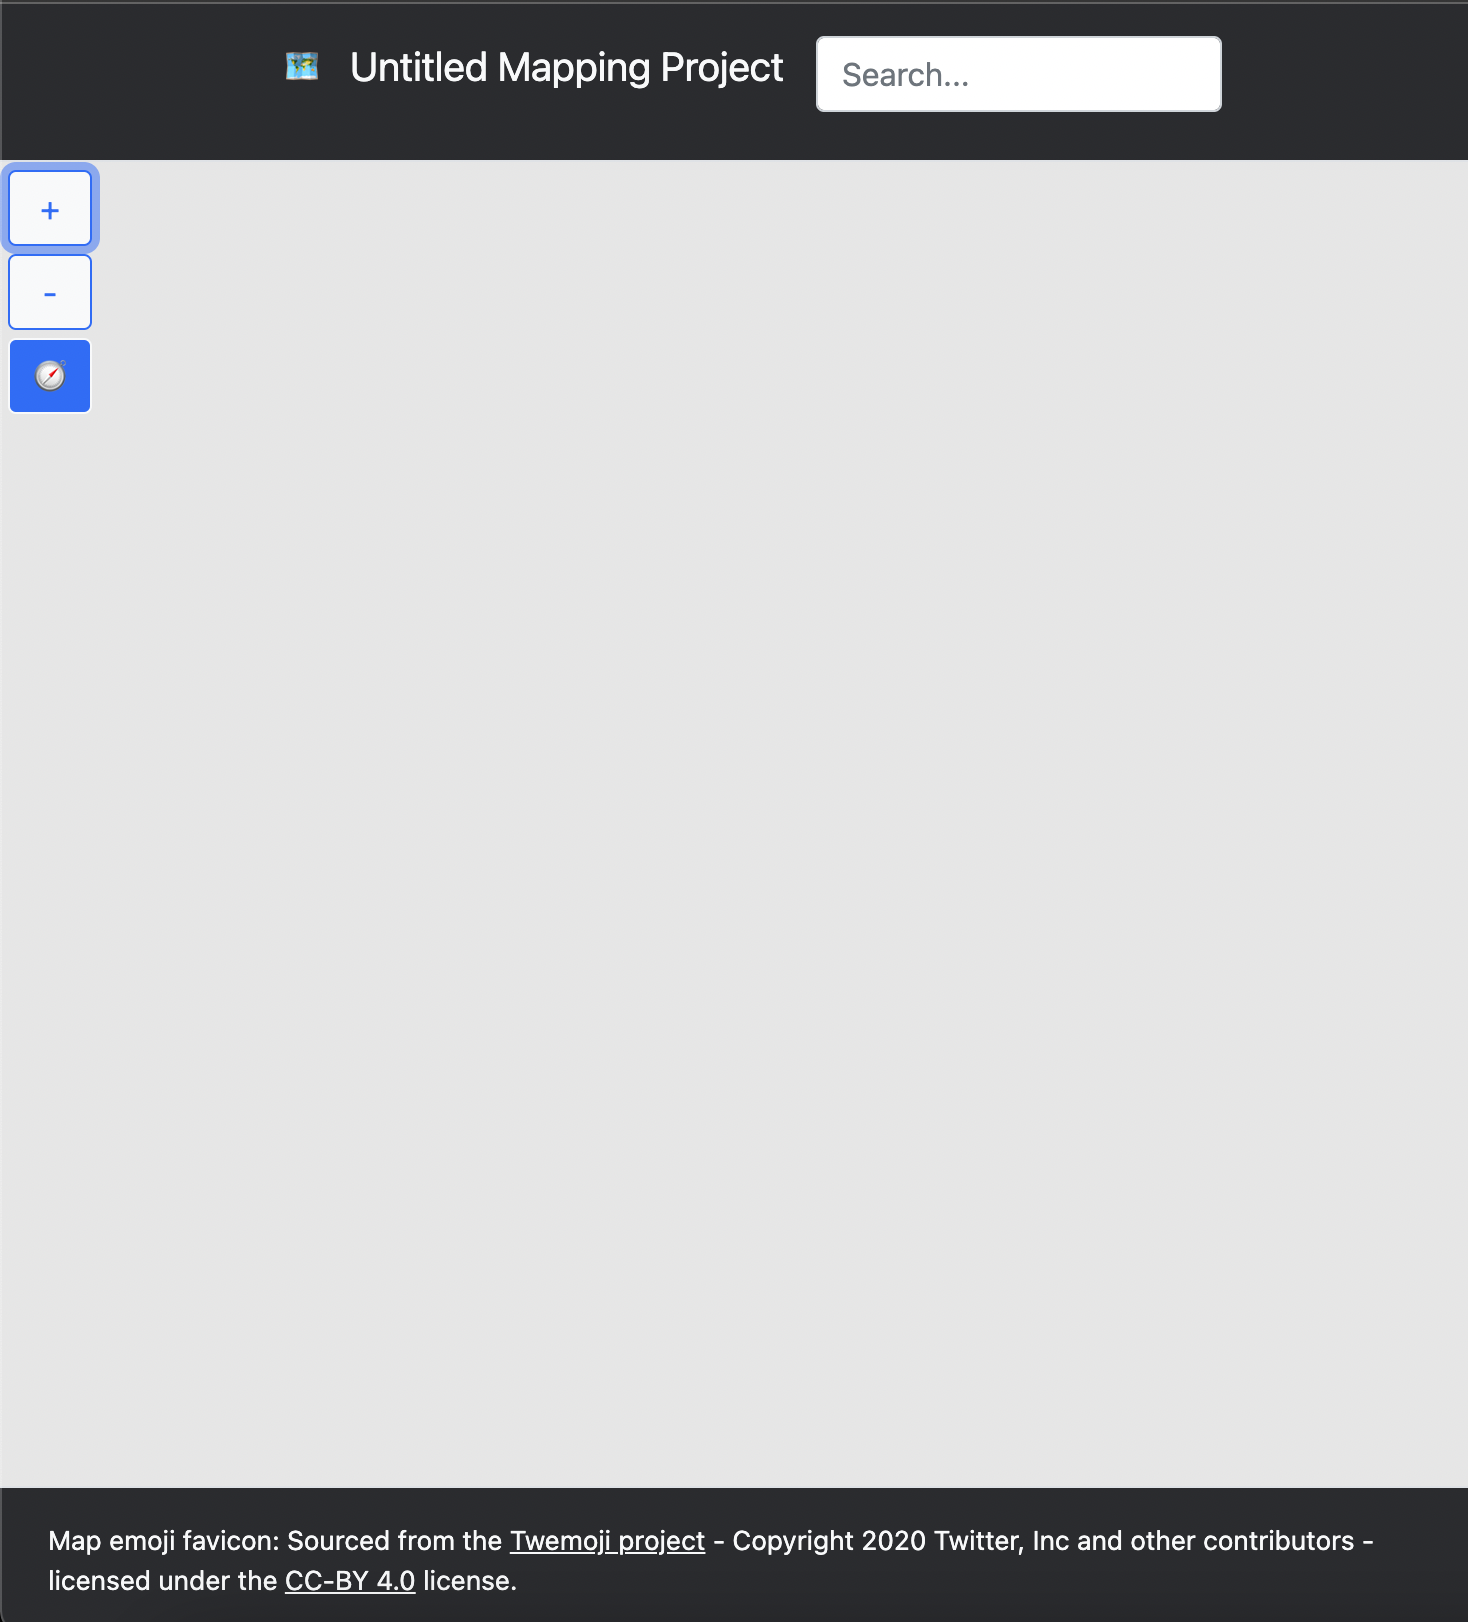 Untitled Mapping Project
Search...
+
-
Map emoji favicon: Sourced from the Twemoji project - Copyright 2020 Twitter, Inc and other contributors -
licensed under the CC-BY 4.0 license.